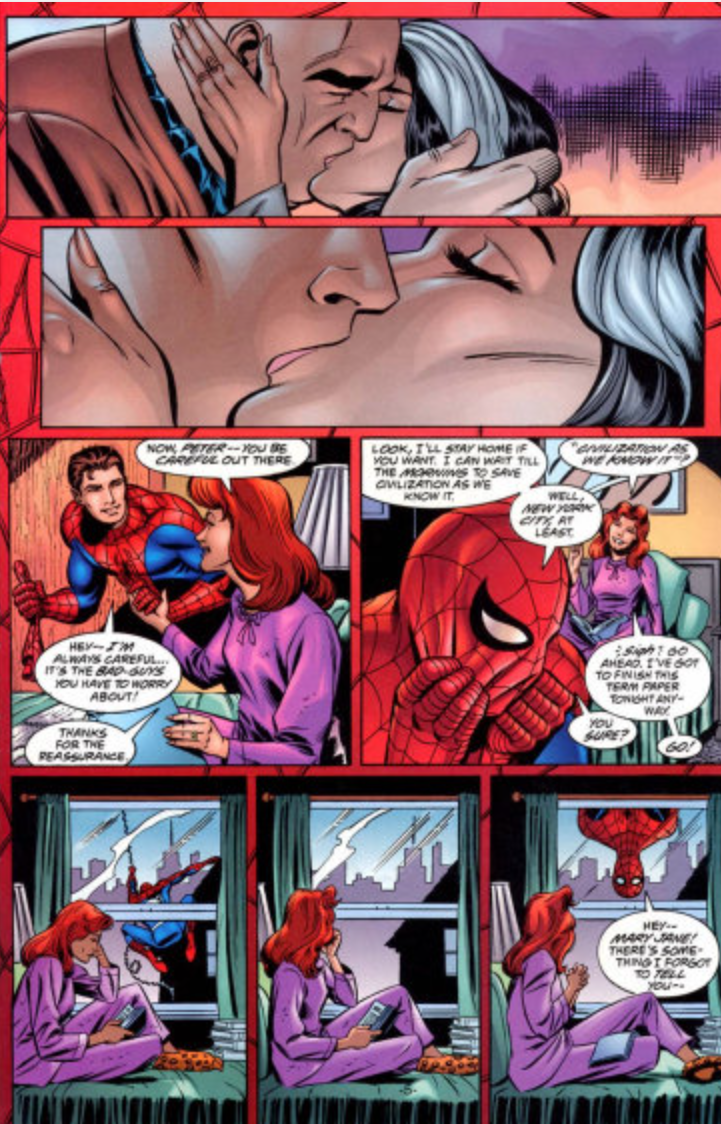 NOW, PETER--YOU BE
CAREFUL OUT THERE.
HEY--I'M
ALWAYS CAREFUL...
IT'S THE BAD-GUYS
YOU HAVE TO WORRY
ABOUT!
THANKS
FOR THE
REASSURANCE.
LOOK, I'LL STAY HOME IF
YOU WANT. I CAN WAIT TILL
THE MORNING TO SAVE
CIVILIZATION AS WE
KNOW IT.
"CIVILIZATION AS
WE KNOW IT"?
WELL,
NEW YORK
CITY, AT
LEAST.
¡SIGH! GO
AHEAD. I'VE GOT
TO FINISH THIS
TERM PAPER
TONIGHT ANY-
WAY.
YOU
SURE?
GO!
HEY--
MARY JANE!
THERE'S SOME-
THING I FORGOT
TO TELL
YOU--